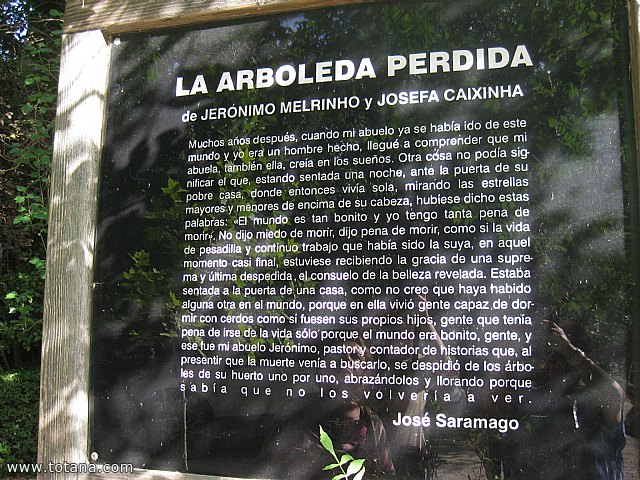 LA ARBOLEDA PERDIDA
de JERÓNIMO MELRINHO y JOSEFA CAIXINHA
Muchos años después, cuando mi abuelo ya se había ido de este
mundo y yo era un hombre hecho, llegué a comprender que mi
abuela, también ella, creía en los sueños. Otra cosa no podía sig-
nificar el que, estando sentada una noche, ante la puerta de su
pobre casa, donde entonces vivía sola, mirando las estrellas
mayores y menores de encima de su cabeza, hubiese dicho estas
palabras: «El mundo es tan bonito y yo tengo tanta pena de
morir». No dijo miedo de morir, dijo pena de morir, como si la vida
de pesadilla y continuo trabajo que había sido la suya, en aquel
momento casi final, estuviese recibiendo la gracia de una supre-
ma y última despedida, el consuelo de la belleza revelada. Estaba
sentada a la puerta de una casa, como no creo que haya habido
alguna otra en el mundo, porque en ella vivió gente capaz de dor-
mir con cerdos como si fuesen sus propios hijos, gente que tenía
pena de irse de la vida sólo porque el mundo era bonito, gente, y
ese fue mi abuelo Jerónimo, pastor y contador de historias que, al
presentir que la muerte venía a buscarlo, se despidió de los árbo-
les de su huerto uno por uno, abrazándolos y llorando porque
sabía que no los volvería a ver.
José Saramago
www.totana.com